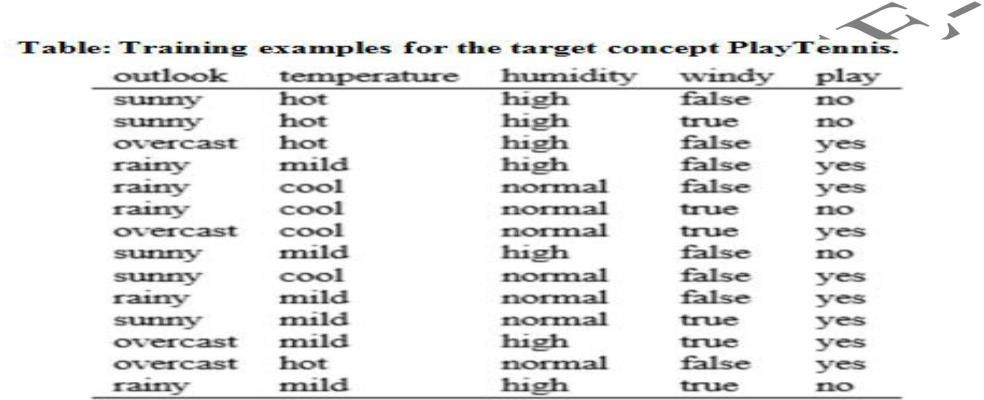 Table: Training examples for the target concept PlayTennis.
outlook temperature humidity windy play
sunny hot high false no
sunny hot high true no
overcast hot high false yes
rainy mild high false yes
rainy cool normal false yes
rainy cool normal true no
overcast cool normal true yes
sunny mild high false no
sunny cool normal false yes
rainy mild normal false yes
sunny mild normal true yes
overcast mild high true yes
overcast hot normal false yes
rainy mild high true no